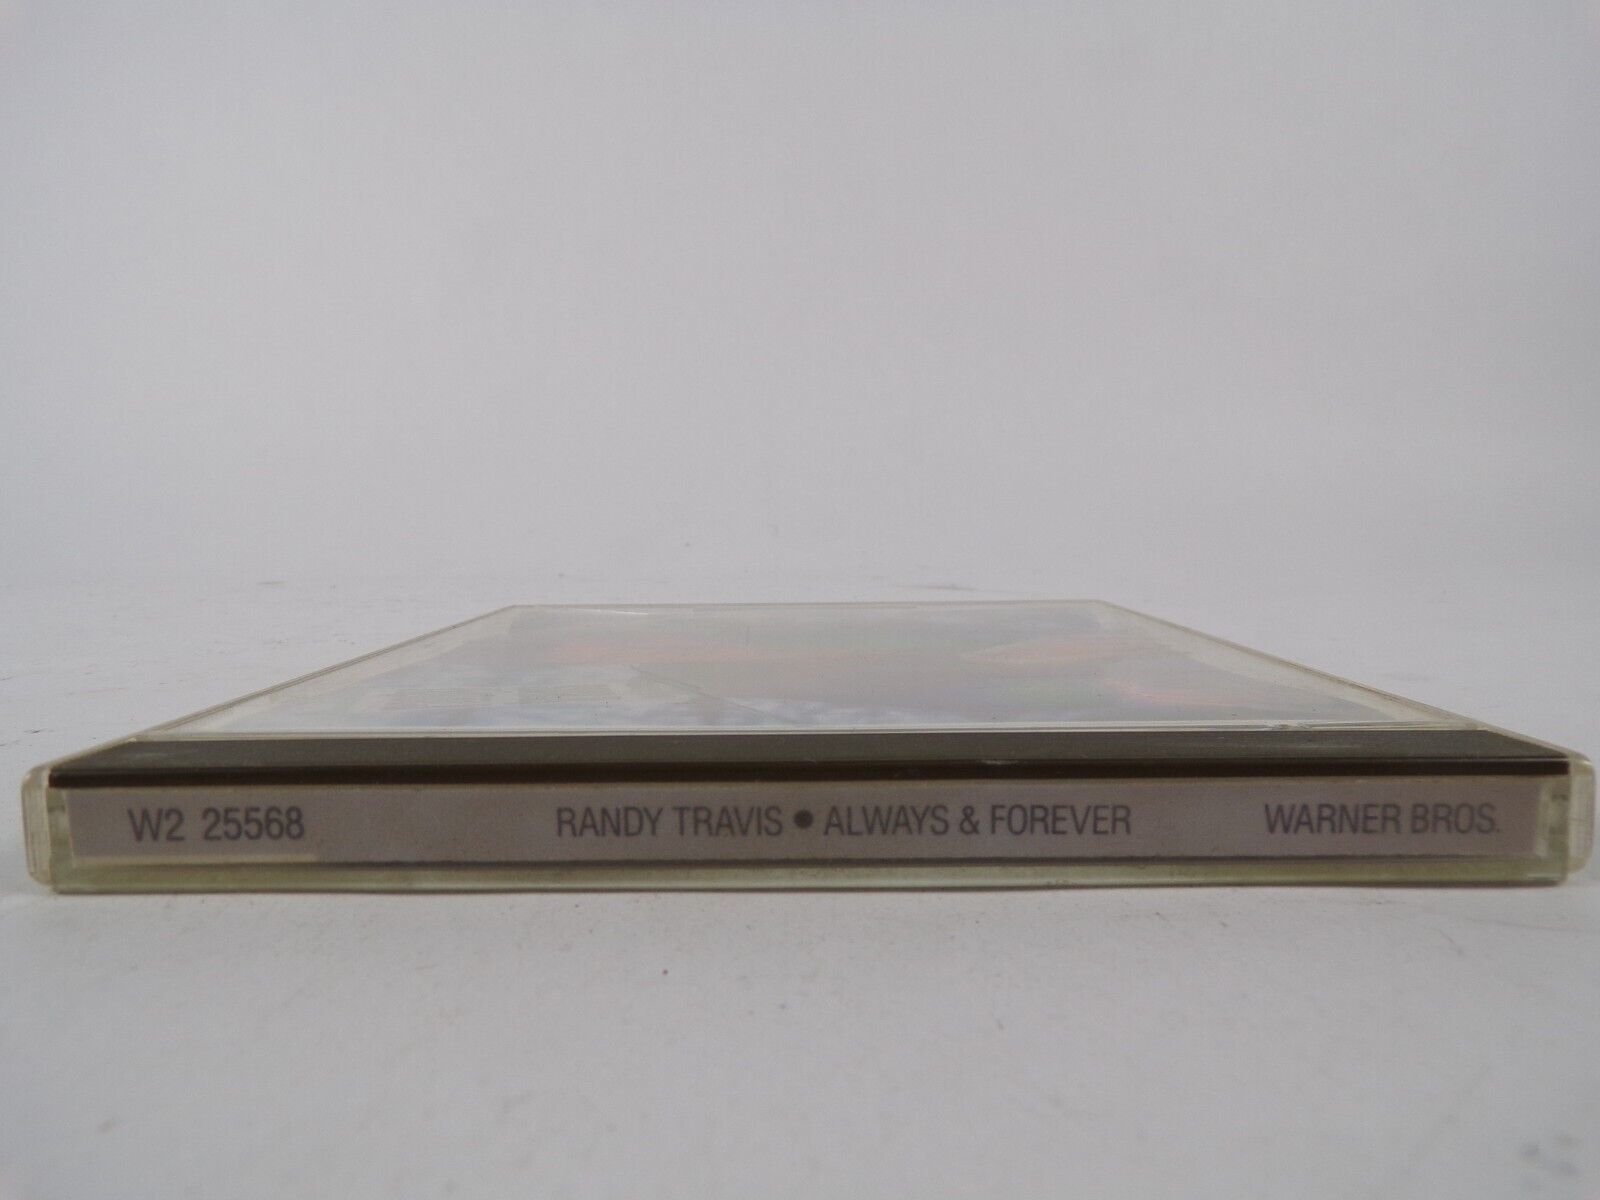 W2 25568 RANDY TRAVIS • ALWAYS & FOREVER WARNER BROS.